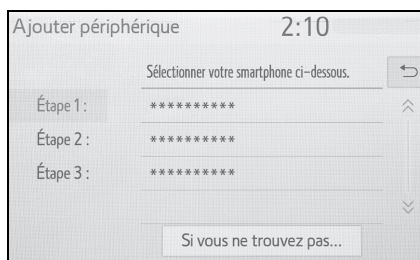 Ajouter périphérique 2:10
Sélectionner votre smartphone ci-dessous.
Étape 1 : **********
Étape 2 : **********
Étape 3 : **********
Si vous ne trouvez pas...